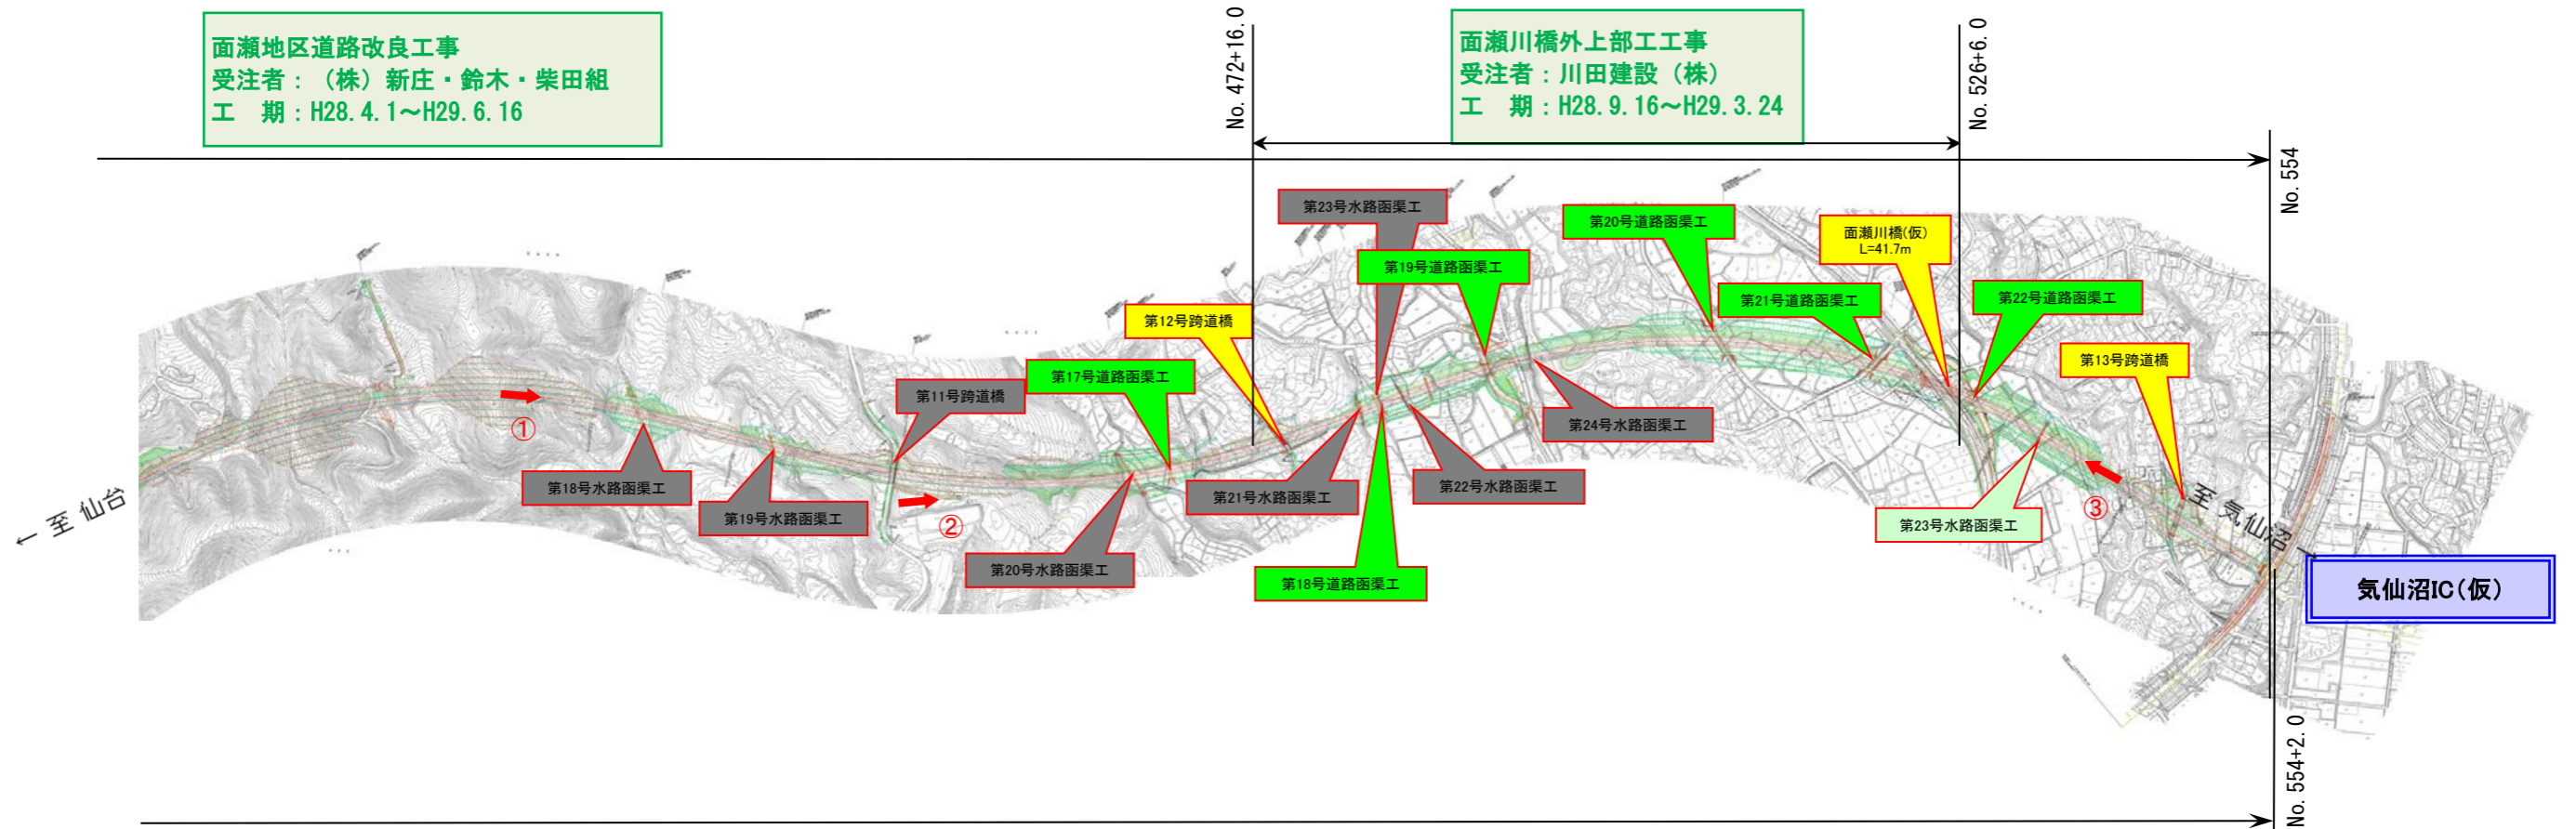 面瀬地区道路改良工事
受注者：（株）新庄・鈴木・柴田組
工　期：H28.4.1～H29.6.16
No. 472+16.0
面瀬川橋外上部工工事
受注者：川田建設（株）
工　期：H28.9.16～H29.3.24
No. 526+6.0
No. 554
第23号水路函渠工
第20号道路函渠工
面瀬川橋(仮)
L=41.7m
第19号道路函渠工
第21号道路函渠工
第22号道路函渠工
第12号跨道橋
第13号跨道橋
第17号道路函渠工
第11号跨道橋
①
第24号水路函渠工
第18号水路函渠工
第19号水路函渠工
②
第21号水路函渠工
第22号水路函渠工
第23号水路函渠工
③
← 至 仙台
至 気仙沼 →
第20号水路函渠工
第18号道路函渠工
気仙沼IC(仮)
No. 554+2.0